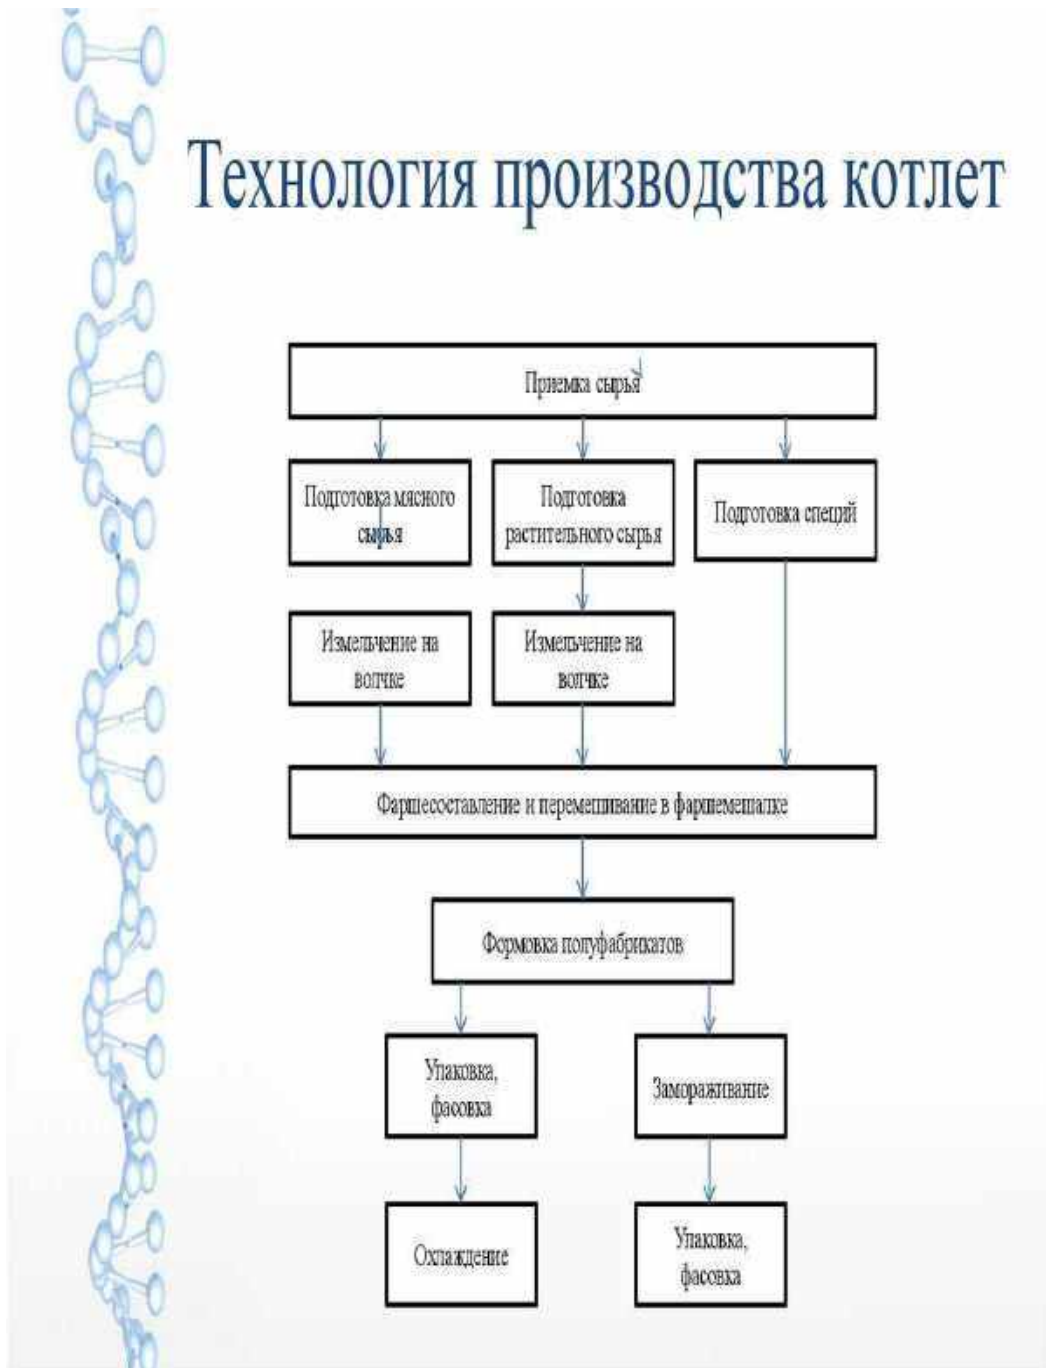 Технология производства котлет
Приемка сырья
Подготовка мясного
сырья
Подготовка
растительного сырья
Подготовка специй
Измельчение на
волчке
Измельчение на
волчке
Фаршесоставление и перемешивание в фаршемешалке
Формовка полуфабрикатов
Упаковка,
фасовка
Замораживание
Охлаждение
Упаковка,
фасовка